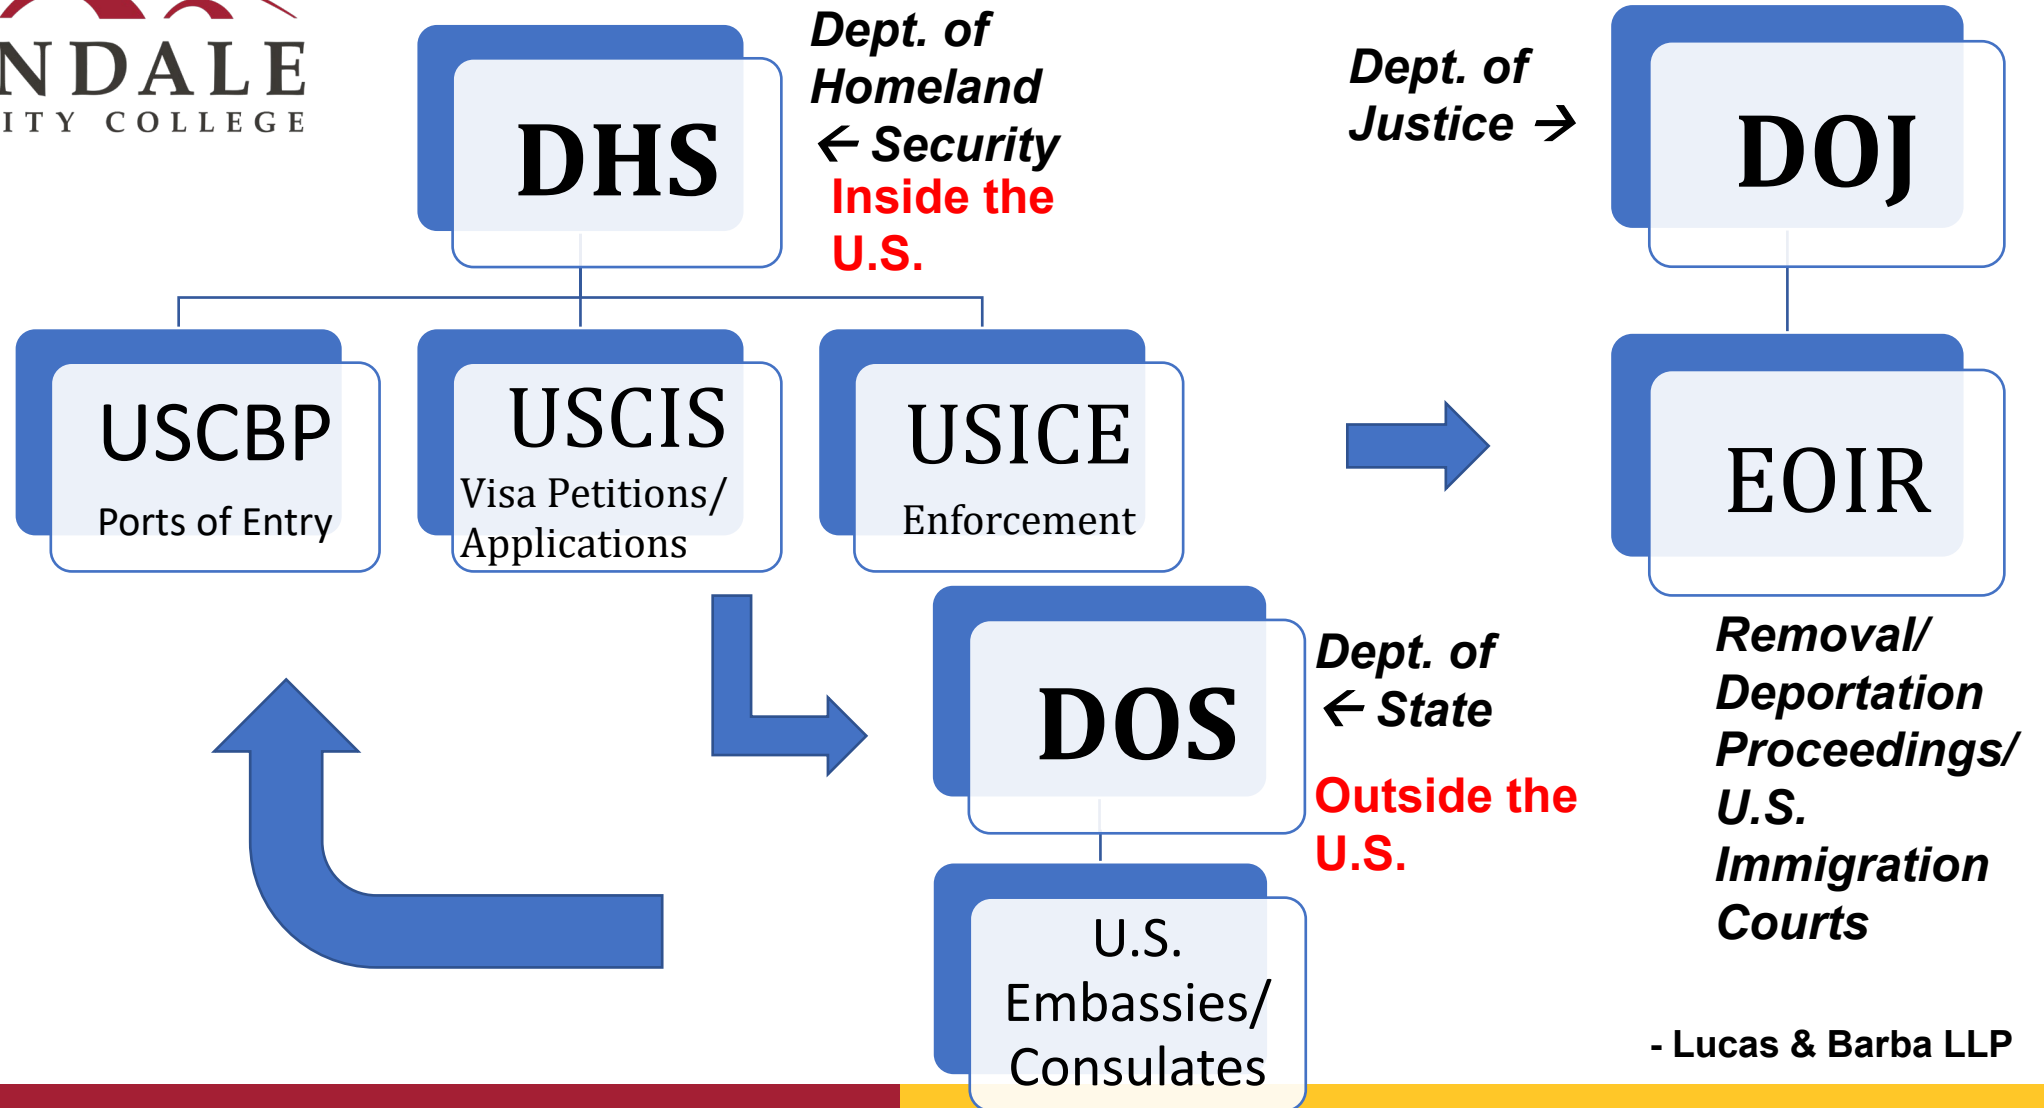 NDALE
ITY COLLEGE
DHS
Dept. of
Homeland
← Security
Inside the
U.S.
Dept. of
Justice →
DOJ
USCBP
Ports of Entry
USCIS
Visa Petitions/
Applications
USICE
Enforcement
EOIR
Removal/
Deportation
Proceedings/
U.S.
Immigration
Courts
DOS
Dept. of
← State
Outside the
U.S.
U.S.
Embassies/
Consulates
- Lucas & Barba LLP